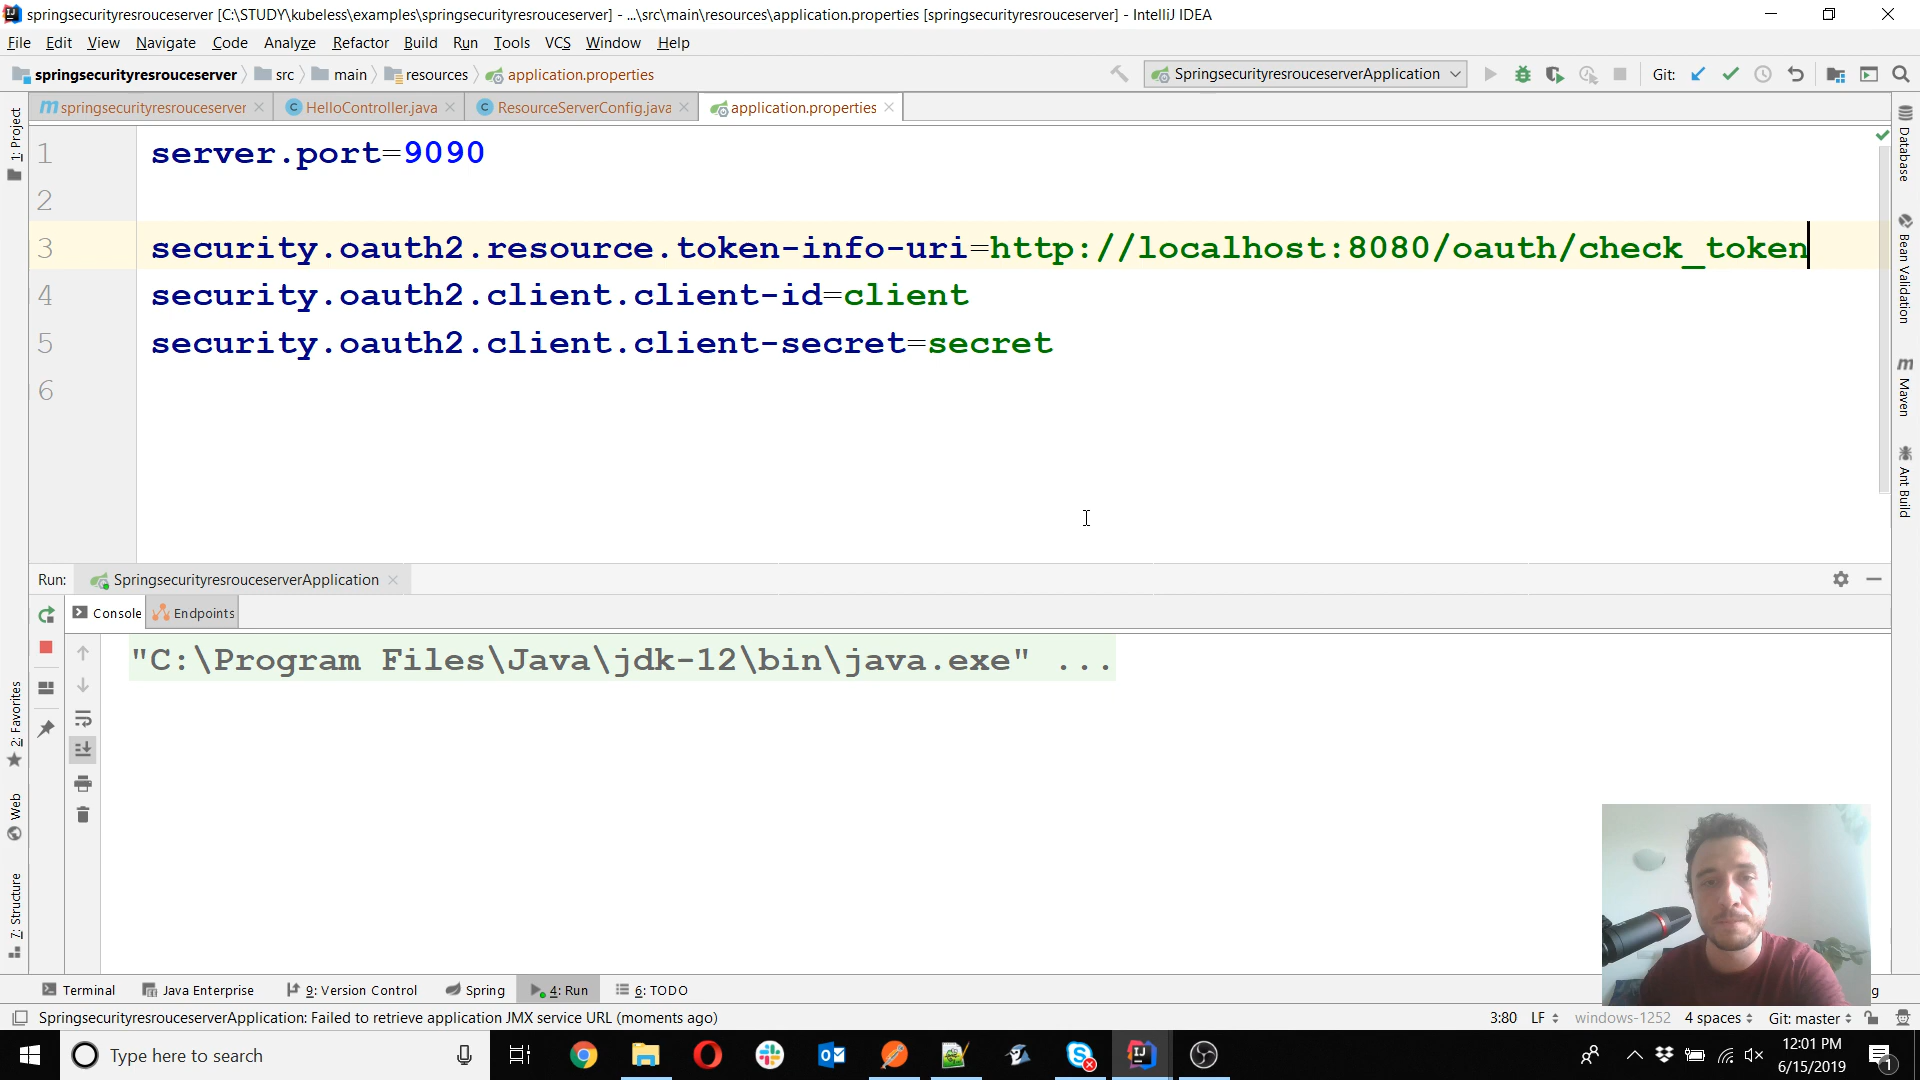 springsecurityresrouceserver [C:\STUDY\kubeless\examples\springsecurityresrouceserver] - ...\src\main\resources\application.properties [springsecurityresrouceserver] - IntelliJ IDEA
File Edit View Navigate Code Analyze Refactor Build Run Tools VCS Window Help
springsecurityresrouceserver src main resources application.properties SpringsecurityresrouceserverApplication Git:
springsecurityresrouceserver HelloController.java ResourceServerConfig.java application.properties
1: Project
2: Favorites
Web
7: Structure
1 server.port=9090
2
3 security.oauth2.resource.token-info-uri=http://localhost:8080/oauth/check_token
4 security.oauth2.client.client-id=client
5 security.oauth2.client.client-secret=secret
6
Database
Bean Validation
Maven
Ant Build
Run: SpringsecurityresrouceserverApplication
Console Endpoints
"C:\Program Files\Java\jdk-12\bin\java.exe" ...
Terminal Java Enterprise 9: Version Control Spring 4: Run 6: TODO
SpringsecurityresrouceserverApplication: Failed to retrieve application JMX service URL (moments ago) 3:80 LF windows-1252 4 spaces Git: master
Type here to search
12:01 PM
6/15/2019
1